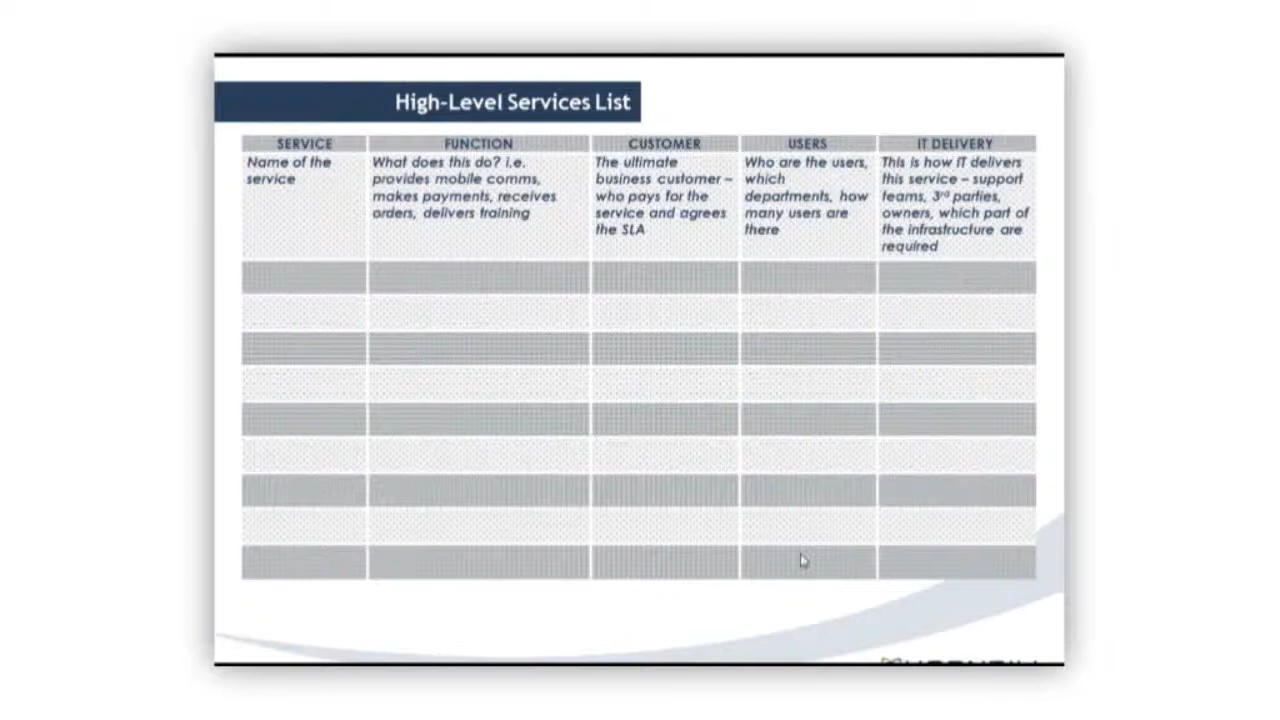 High-Level Services List
SERVICE FUNCTION CUSTOMER USERS IT DELIVERY
Name of the
service
What does this do? i.e.
provides mobile comms,
makes payments, receives
orders, delivers training
The ultimate
business customer –
who pays for the
service and agrees
the SLA
Who are the users,
which
departments, how
many users are
there
This is how IT delivers
this service – support
teams, 3rd parties,
owners, which part of
the infrastructure are
required